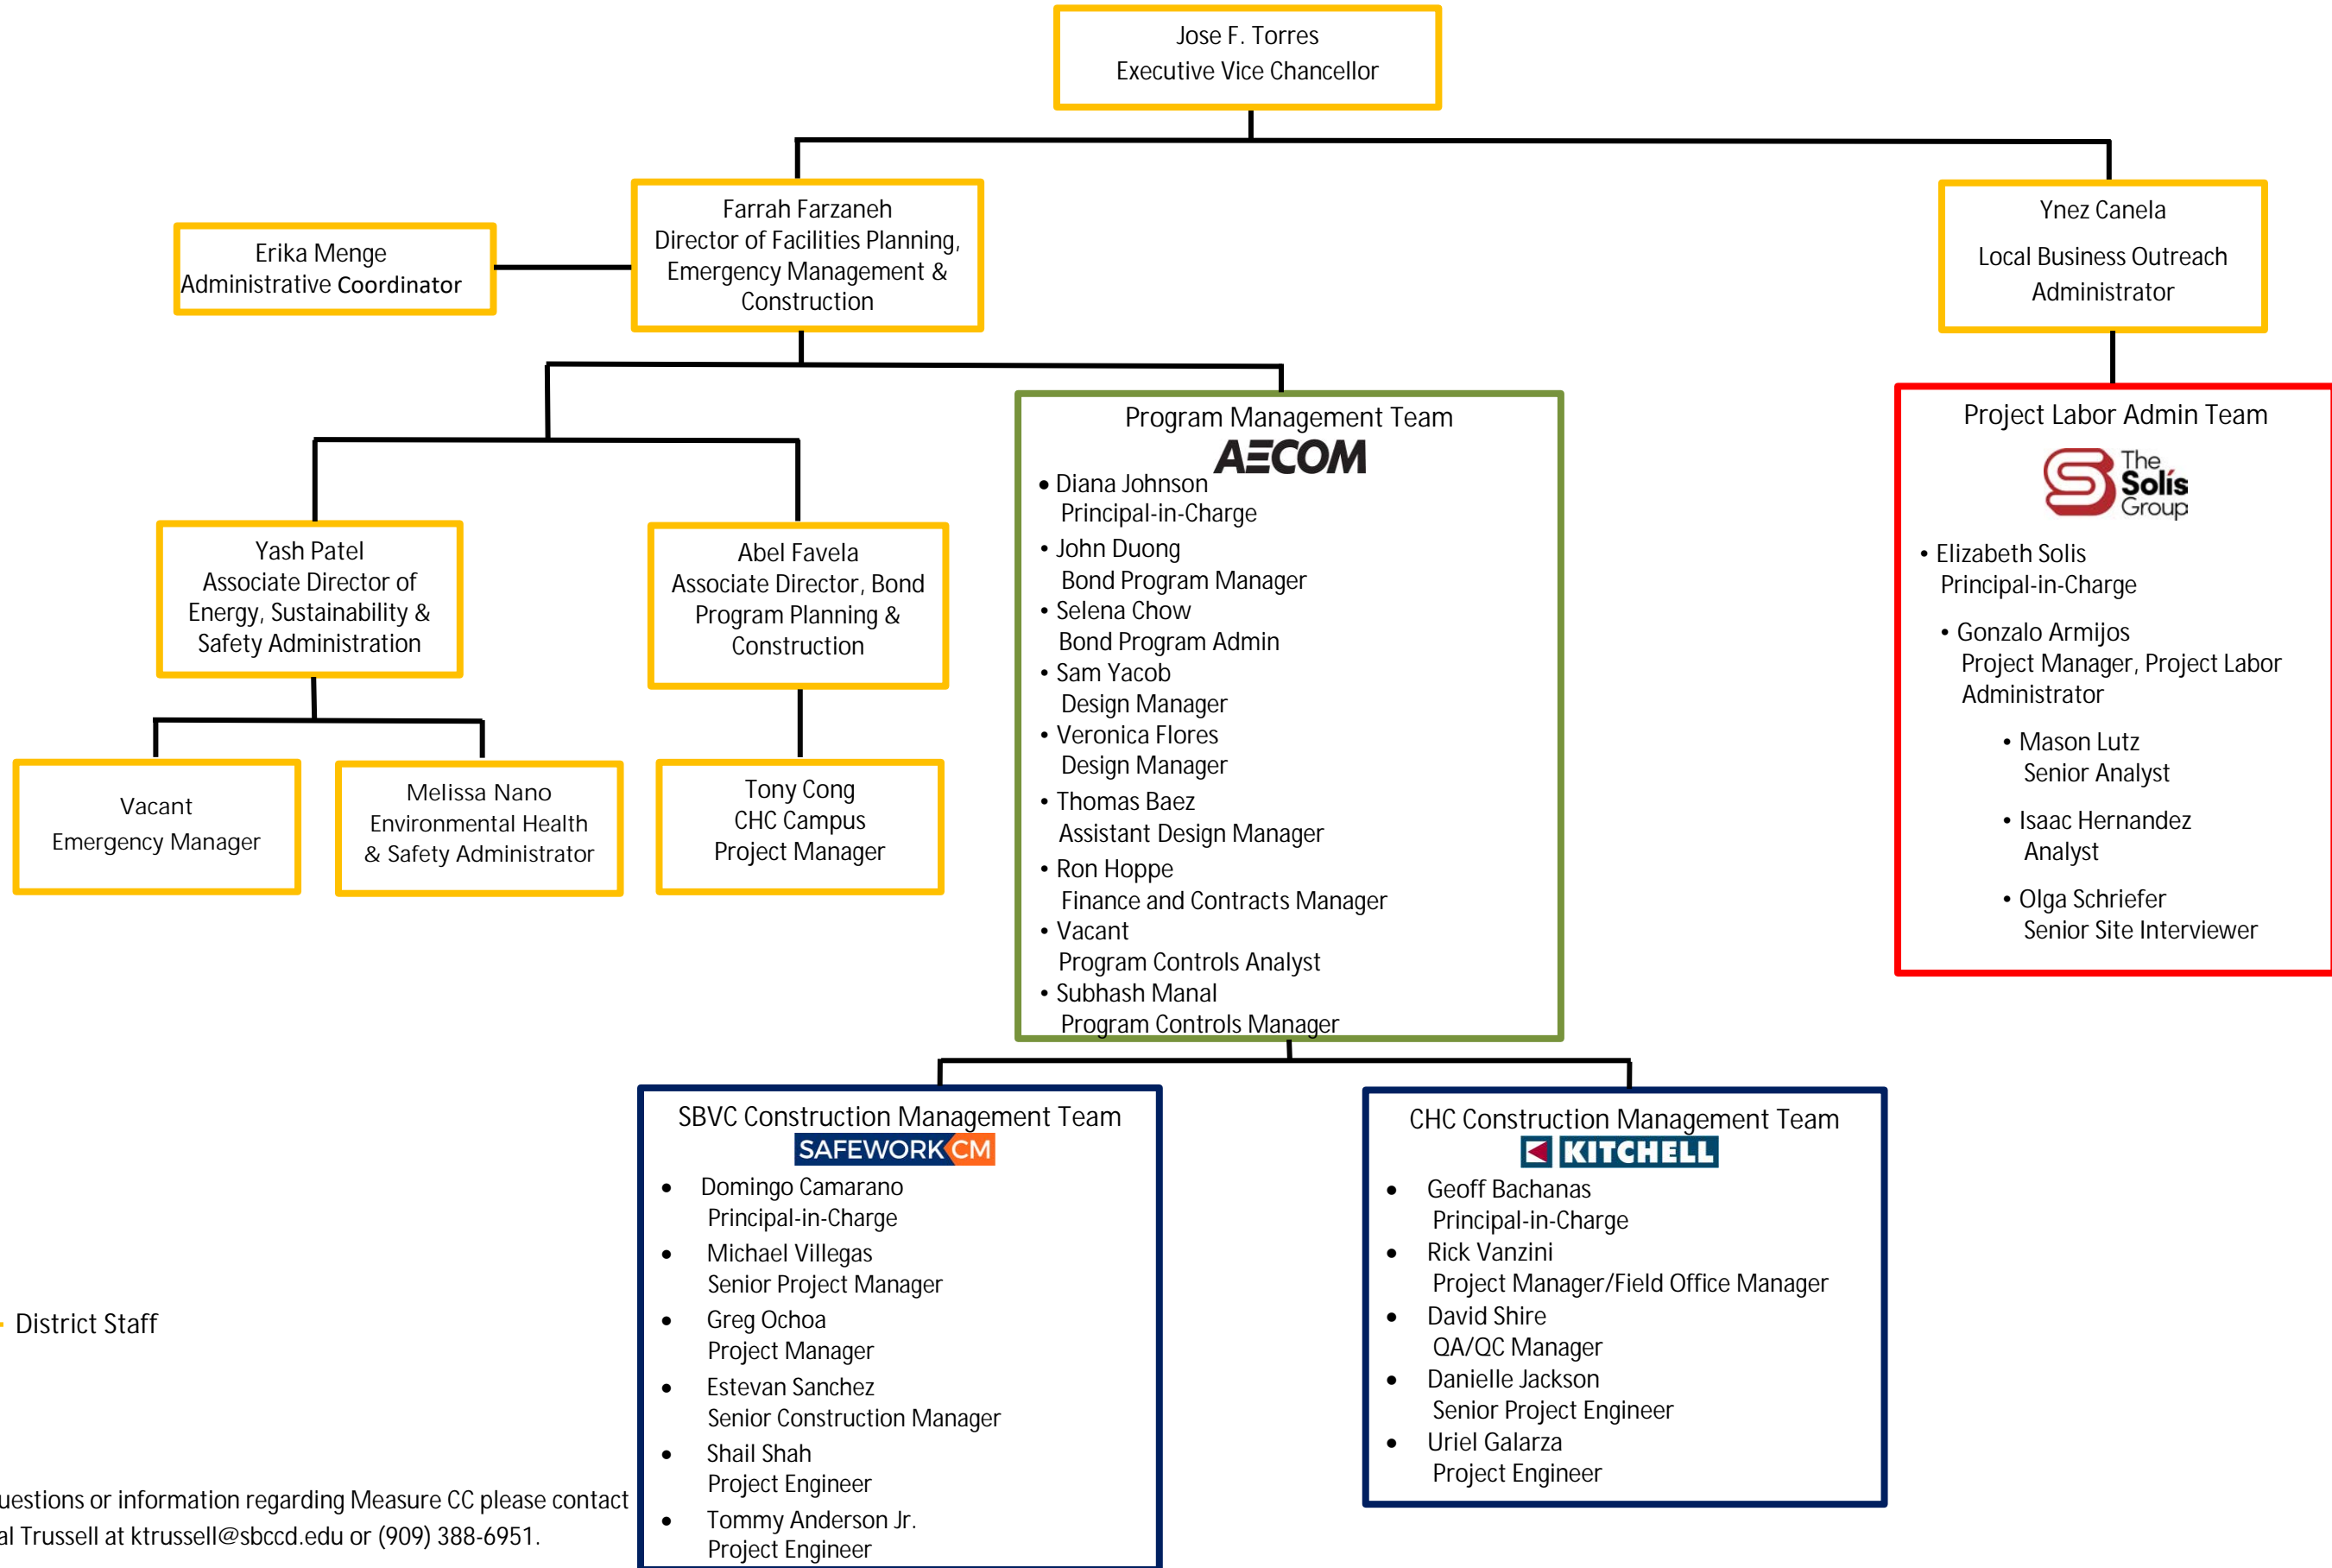 Jose F. Torres
Executive Vice Chancellor
Farrah Farzaneh
Director of Facilities Planning,
Emergency Management &
Construction
Ynez Canela
Local Business Outreach
Administrator
Erika Menge
Administrative Coordinator
Yash Patel
Associate Director of
Energy, Sustainability &
Safety Administration
Abel Favela
Associate Director, Bond
Program Planning &
Construction
Vacant
Emergency Manager
Melissa Nano
Environmental Health
& Safety Administrator
Tony Cong
CHC Campus
Project Manager
Program Management Team
AECOM
• Diana Johnson
Principal-in-Charge
• John Duong
Bond Program Manager
• Selena Chow
Bond Program Admin
• Sam Yacob
Design Manager
• Veronica Flores
Design Manager
• Thomas Baez
Assistant Design Manager
• Ron Hoppe
Finance and Contracts Manager
• Vacant
Program Controls Analyst
• Subhash Manal
Program Controls Manager
Project Labor Admin Team
The
Solís
Group
• Elizabeth Solis
Principal-in-Charge
• Gonzalo Armijos
Project Manager, Project Labor
Administrator
• Mason Lutz
Senior Analyst
• Isaac Hernandez
Analyst
• Olga Schriefer
Senior Site Interviewer
SBVC Construction Management Team
SAFEWORK CM
• Domingo Camarano
Principal-in-Charge
• Michael Villegas
Senior Project Manager
• Greg Ochoa
Project Manager
• Estevan Sanchez
Senior Construction Manager
• Shail Shah
Project Engineer
• Tommy Anderson Jr.
Project Engineer
CHC Construction Management Team
KITCHELL
• Geoff Bachanas
Principal-in-Charge
• Rick Vanzini
Project Manager/Field Office Manager
• David Shire
QA/QC Manager
• Danielle Jackson
Senior Project Engineer
• Uriel Galarza
Project Engineer
District Staff
or information regarding Measure CC please contact
Trussell at ktrussell@sbccd.edu or (909) 388-6951.